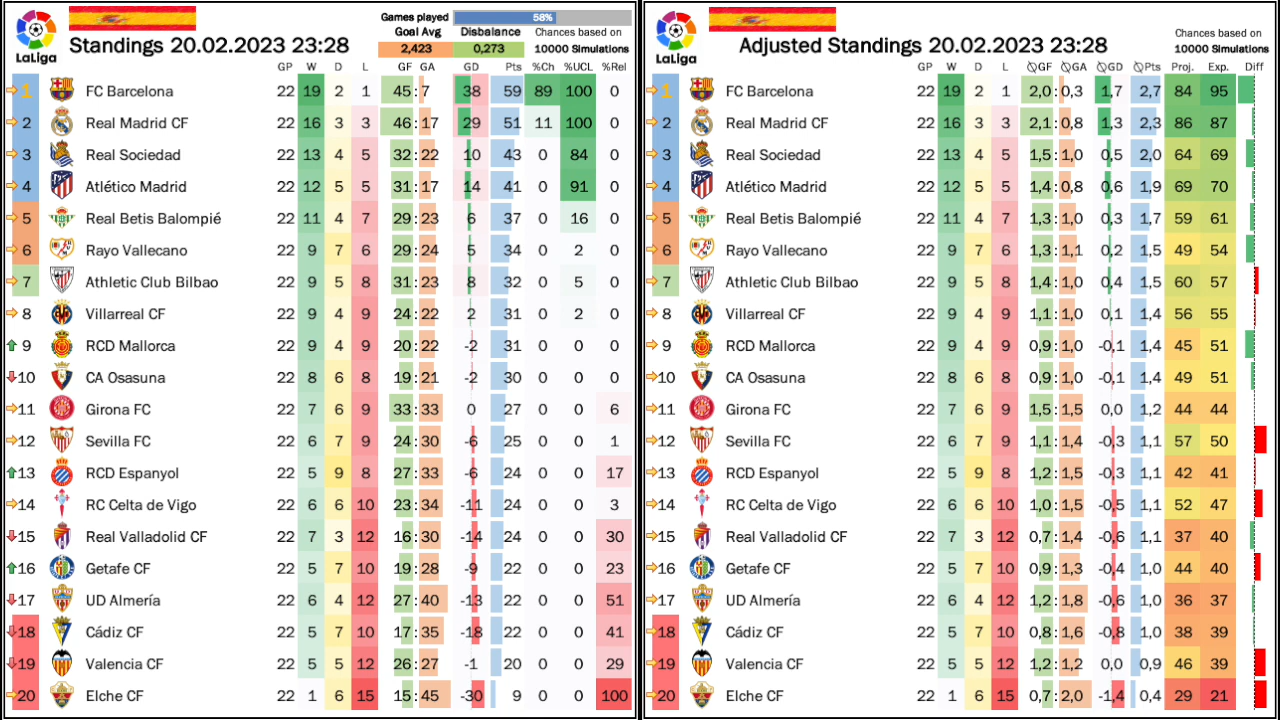 Games played 58%
Goal Avg Disbalance Chances based on
Standings 20.02.2023 23:28 2,423 0,273 10000 Simulations
LaLiga
GP W D L GF GA GD Pts %Ch %UCL %Rel
1 FC Barcelona 22 19 2 1 45 : 7 38 59 89 100 0
2 Real Madrid CF 22 16 3 3 46 : 17 29 51 11 100 0
3 Real Sociedad 22 13 4 5 32 : 22 10 43 0 84 0
4 Atlético Madrid 22 12 5 5 31 : 17 14 41 0 91 0
5 Real Betis Balompié 22 11 4 7 29 : 23 6 37 0 16 0
6 Rayo Vallecano 22 9 7 6 29 : 24 5 34 0 2 0
7 Athletic Club Bilbao 22 9 5 8 31 : 23 8 32 0 5 0
8 Villarreal CF 22 9 4 9 24 : 22 2 31 0 2 0
9 RCD Mallorca 22 9 4 9 20 : 22 -2 31 0 0 0
10 CA Osasuna 22 8 6 8 19 : 21 -2 30 0 0 0
11 Girona FC 22 7 6 9 33 : 33 0 27 0 0 6
12 Sevilla FC 22 6 7 9 24 : 30 -6 25 0 0 1
13 RCD Espanyol 22 5 9 8 27 : 33 -6 24 0 0 17
14 RC Celta de Vigo 22 6 6 10 23 : 34 -11 24 0 0 3
15 Real Valladolid CF 22 7 3 12 16 : 30 -14 24 0 0 30
16 Getafe CF 22 5 7 10 19 : 28 -9 22 0 0 23
17 UD Almería 22 6 4 12 27 : 40 -13 22 0 0 51
18 Cádiz CF 22 5 7 10 17 : 35 -18 22 0 0 41
19 Valencia CF 22 5 5 12 26 : 27 -1 20 0 0 29
20 Elche CF 22 1 6 15 15 : 45 -30 9 0 0 100
Chances based on
Adjusted Standings 20.02.2023 23:28 10000 Simulations
LaLiga
GP W D L ∅GF ∅GA ∅GD ∅Pts Proj. Exp. Diff
1 FC Barcelona 22 19 2 1 2,0 : 0,3 1,7 2,7 84 95
2 Real Madrid CF 22 16 3 3 2,1 : 0,8 1,3 2,3 86 87
3 Real Sociedad 22 13 4 5 1,5 : 1,0 0,5 2,0 64 69
4 Atlético Madrid 22 12 5 5 1,4 : 0,8 0,6 1,9 69 70
5 Real Betis Balompié 22 11 4 7 1,3 : 1,0 0,3 1,7 59 61
6 Rayo Vallecano 22 9 7 6 1,3 : 1,1 0,2 1,5 49 54
7 Athletic Club Bilbao 22 9 5 8 1,4 : 1,0 0,4 1,5 60 57
8 Villarreal CF 22 9 4 9 1,1 : 1,0 0,1 1,4 56 55
9 RCD Mallorca 22 9 4 9 0,9 : 1,0 -0,1 1,4 45 51
10 CA Osasuna 22 8 6 8 0,9 : 1,0 -0,1 1,4 49 51
11 Girona FC 22 7 6 9 1,5 : 1,5 0,0 1,2 44 44
12 Sevilla FC 22 6 7 9 1,1 : 1,4 -0,3 1,1 57 50
13 RCD Espanyol 22 5 9 8 1,2 : 1,5 -0,3 1,1 42 41
14 RC Celta de Vigo 22 6 6 10 1,0 : 1,5 -0,5 1,1 52 47
15 Real Valladolid CF 22 7 3 12 0,7 : 1,4 -0,6 1,1 37 40
16 Getafe CF 22 5 7 10 0,9 : 1,3 -0,4 1,0 44 40
17 UD Almería 22 6 4 12 1,2 : 1,8 -0,6 1,0 36 37
18 Cádiz CF 22 5 7 10 0,8 : 1,6 -0,8 1,0 38 39
19 Valencia CF 22 5 5 12 1,2 : 1,2 0,0 0,9 46 39
20 Elche CF 22 1 6 15 0,7 : 2,0 -1,4 0,4 29 21